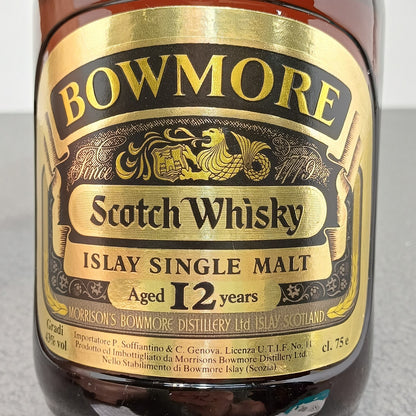 BOWMORE
Since 1779
Scotch Whisky
ISLAY SINGLE MALT
Aged 12 years
MORRISON'S BOWMORE DISTILLERY Ltd. ISLAY SCOTLAND
Gradi
43% vol
Importatore P. Soffiantino & C. Genova. Licenza U.T.I.F. No. 11
Prodotto ed Imbottigliato da Morrisons Bowmore Distillery Ltd.
Nello Stabilimento di Bowmore Islay (Scozia)
cl. 75 e